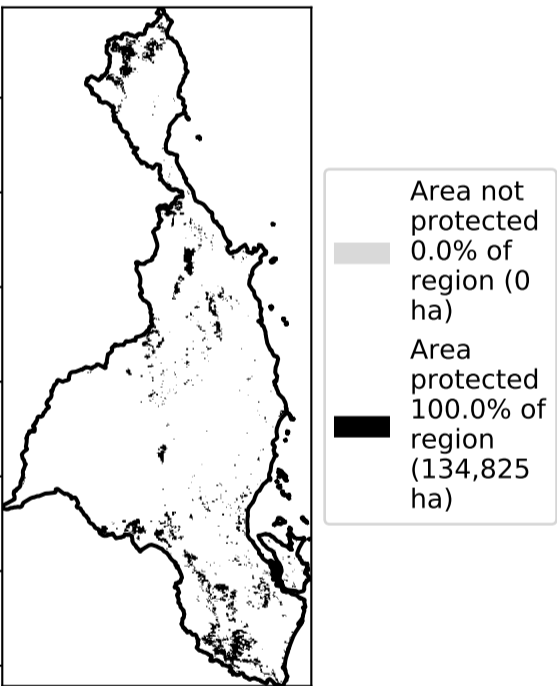 Area not
protected
0.0% of
region (0
ha)
Area
protected
100.0% of
region
(134,825
ha)